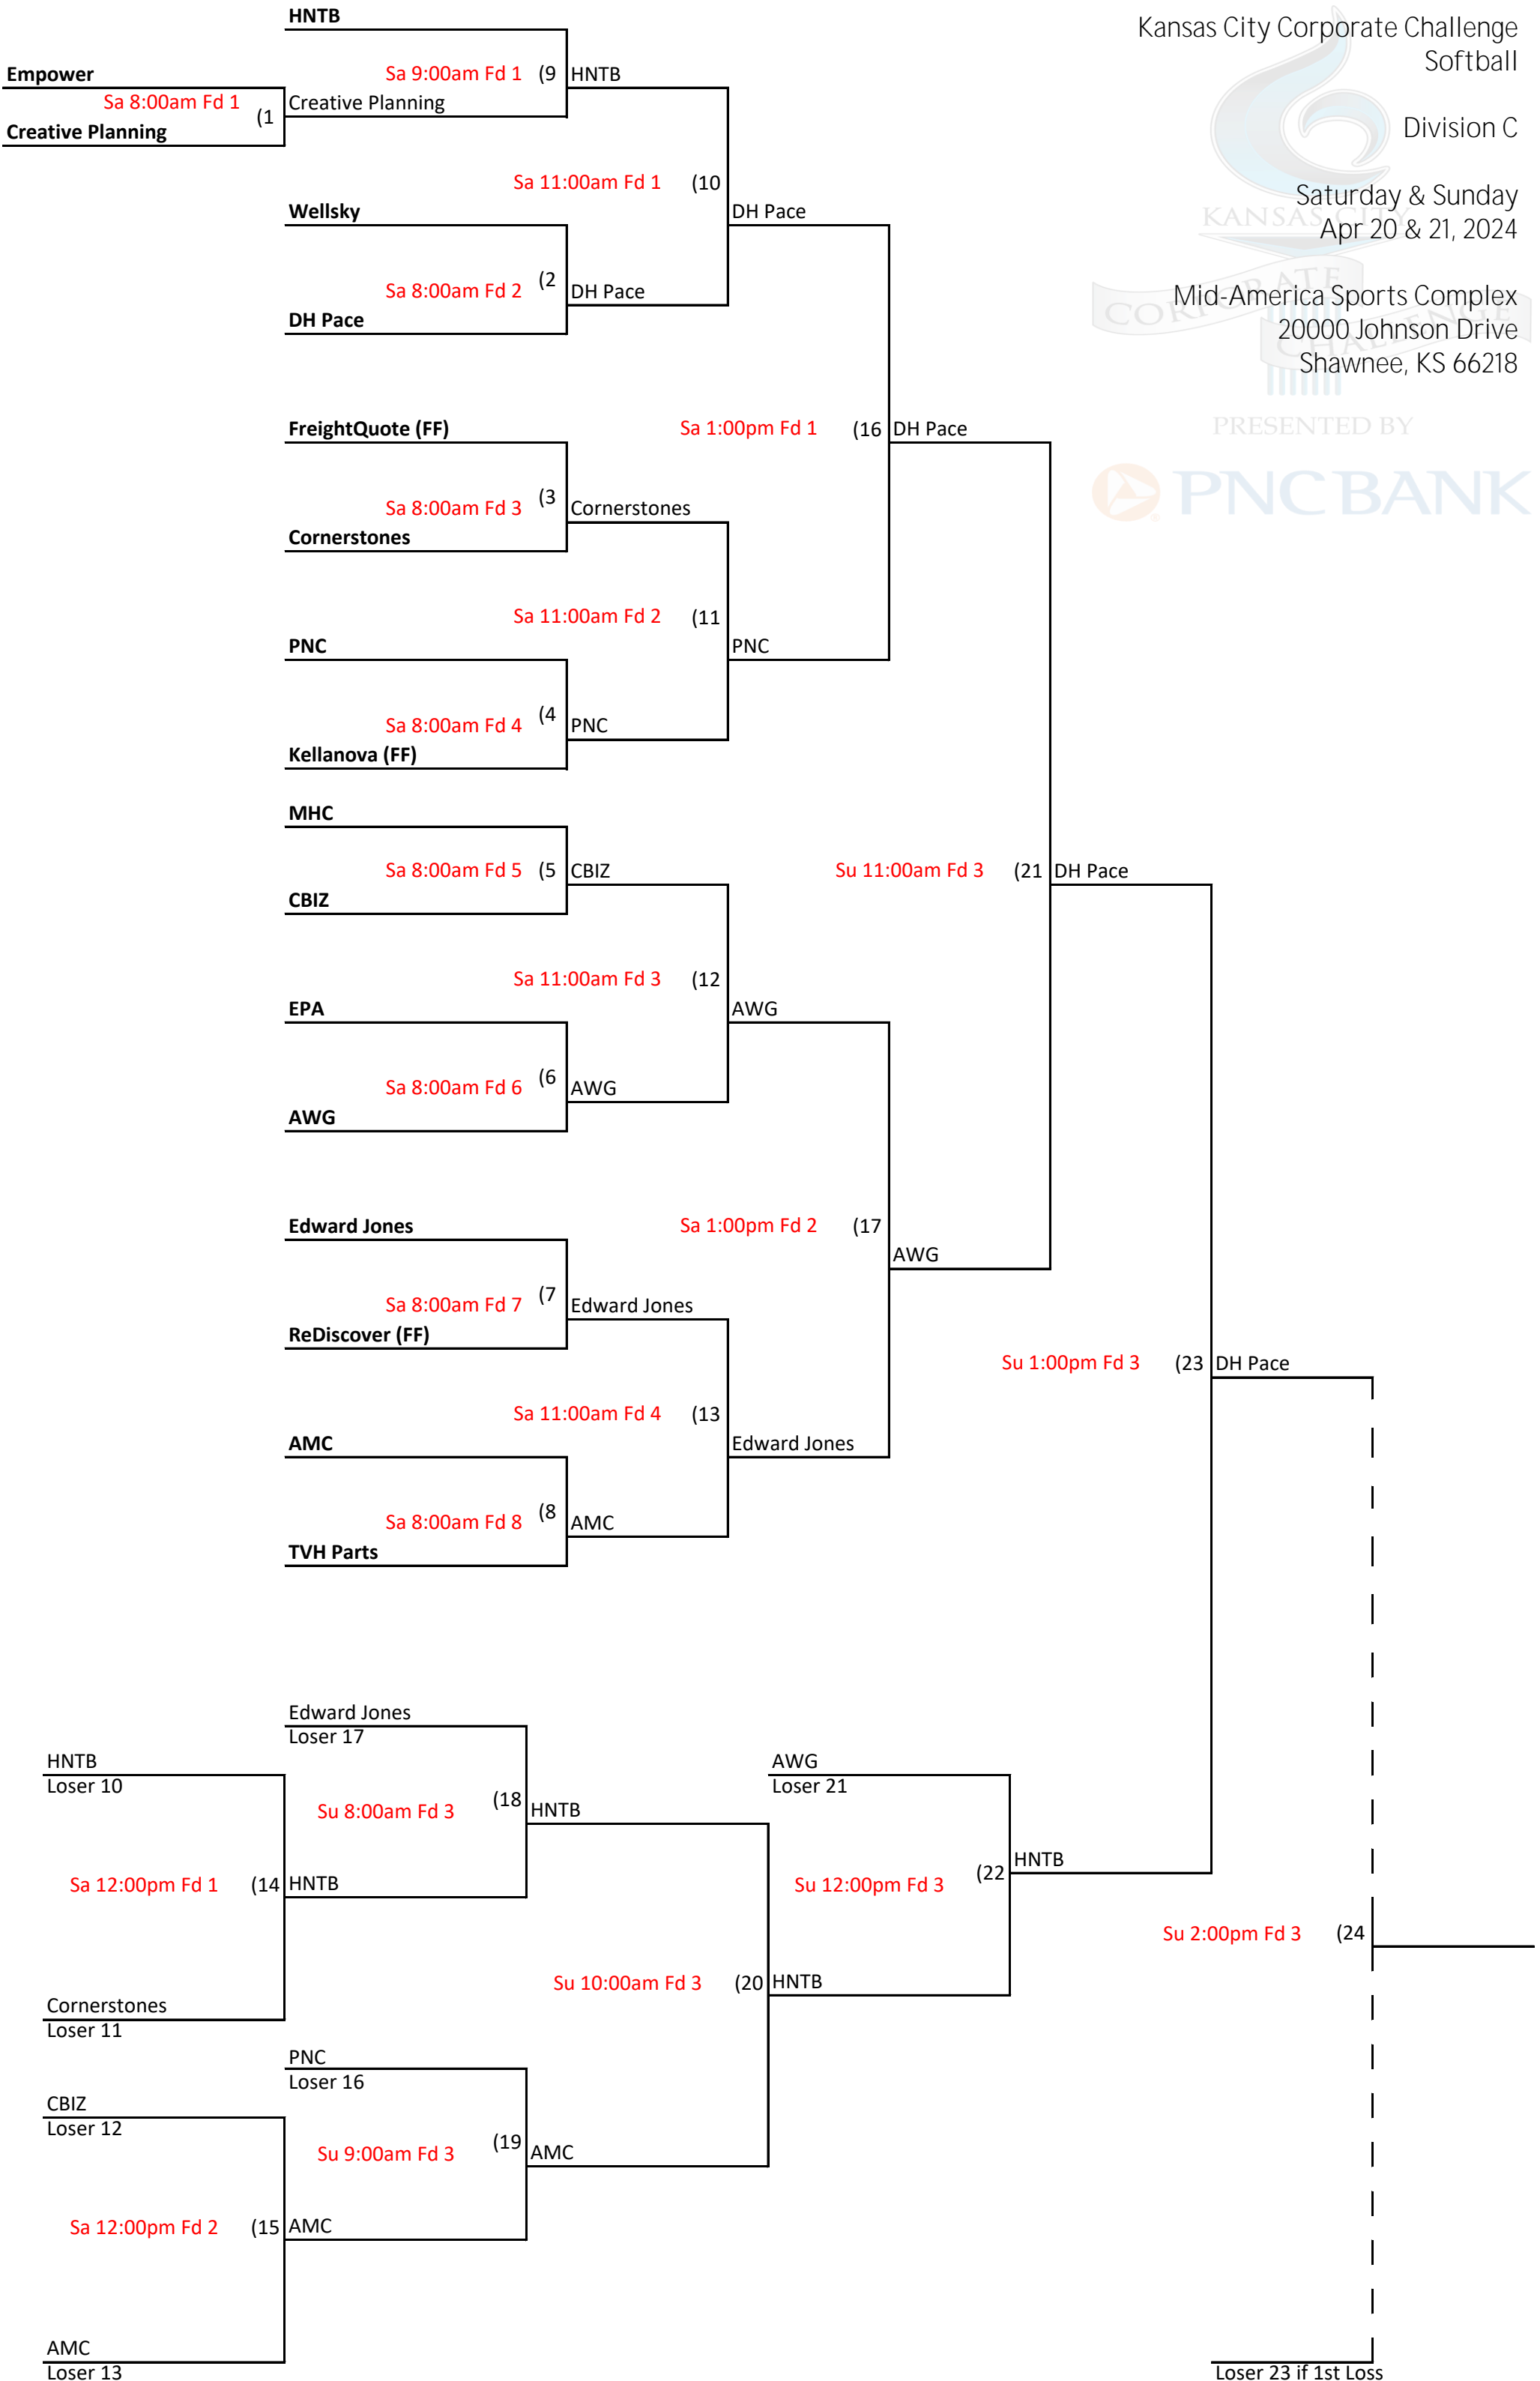 HNTB
Kansas City Corporate Challenge
Softball
Division C
Saturday & Sunday
Apr 20 & 21, 2024
Mid-America Sports Complex
20000 Johnson Drive
Shawnee, KS 66218
KANSAS CITY
CORPORATE
CHALLENGE
PRESENTED BY
PNC BANK
Empower
Sa 8:00am Fd 1 (1
Creative Planning
Sa 9:00am Fd 1 (9 HNTB
Creative Planning
Sa 11:00am Fd 1 (10
Wellsky
DH Pace
Sa 8:00am Fd 2 (2 DH Pace
DH Pace
FreightQuote (FF)
Sa 1:00pm Fd 1 (16 DH Pace
Sa 8:00am Fd 3 (3 Cornerstones
Cornerstones
Sa 11:00am Fd 2 (11
PNC
PNC
Sa 8:00am Fd 4 (4 PNC
Kellanova (FF)
MHC
Sa 8:00am Fd 5 (5 CBIZ
Su 11:00am Fd 3 (21 DH Pace
CBIZ
Sa 11:00am Fd 3 (12
EPA
AWG
Sa 8:00am Fd 6 (6 AWG
AWG
Edward Jones
Sa 1:00pm Fd 2 (17
AWG
Sa 8:00am Fd 7 (7 Edward Jones
ReDiscover (FF)
Su 1:00pm Fd 3 (23 DH Pace
Sa 11:00am Fd 4 (13
AMC
Edward Jones
Sa 8:00am Fd 8 (8 AMC
TVH Parts
Edward Jones
Loser 17
HNTB
Loser 10
AWG
Loser 21
Su 8:00am Fd 3 (18 HNTB
Sa 12:00pm Fd 1 (14 HNTB
Su 12:00pm Fd 3 (22 HNTB
Su 2:00pm Fd 3 (24
Su 10:00am Fd 3 (20 HNTB
Cornerstones
Loser 11
PNC
Loser 16
CBIZ
Loser 12
Su 9:00am Fd 3 (19 AMC
Sa 12:00pm Fd 2 (15 AMC
AMC
Loser 13
Loser 23 if 1st Loss